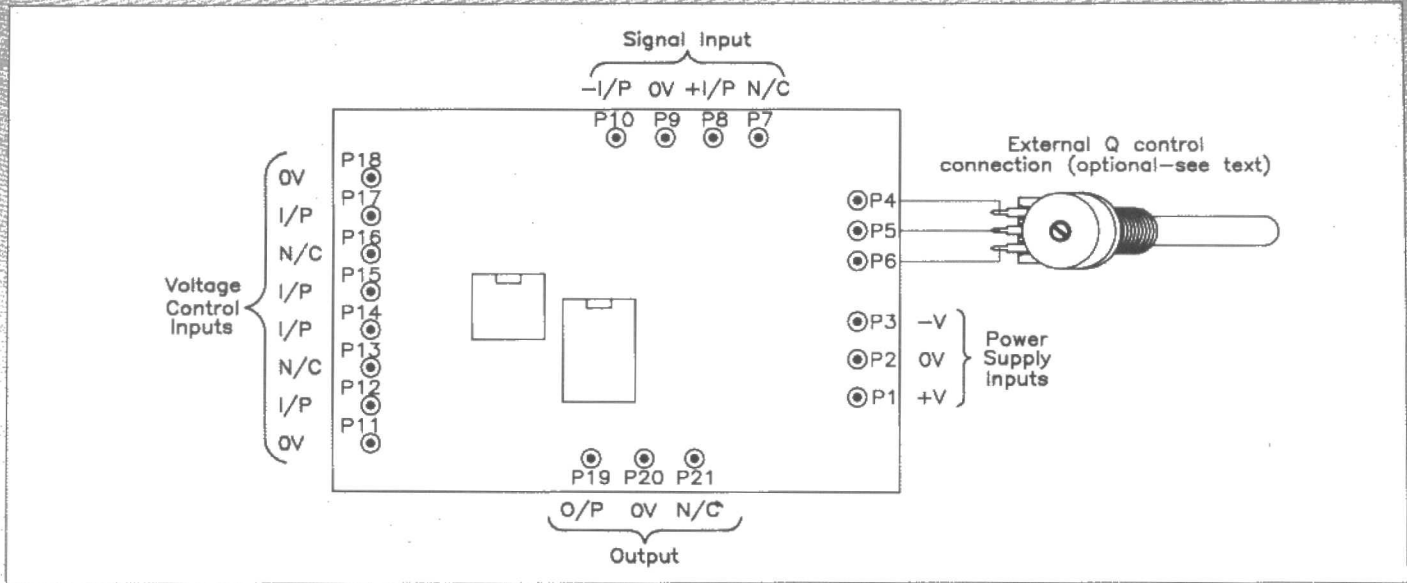 Signal Input
-I/P 0V +I/P N/C
P10 P9 P8 P7
External Q control
connection (optional-see text)
P4
P5
P6
P3 -V
P2 0V
P1 +V
Power
Supply
Inputs
Voltage
Control
Inputs
0V P18
I/P P17
N/C P16
I/P P15
I/P P14
N/C P13
I/P P12
0V P11
P19 P20 P21
O/P 0V N/C
Output